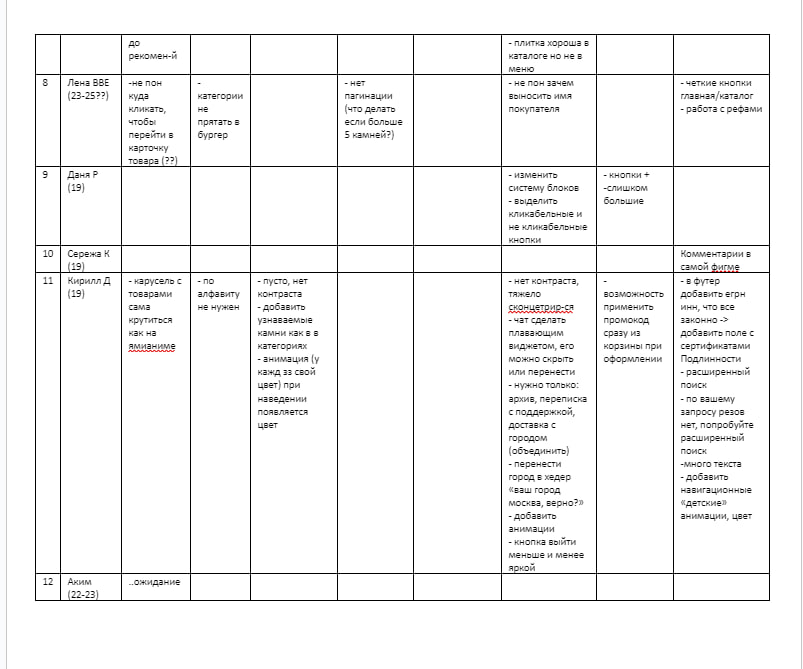 до
рекомен-й
- плитка хороша в
каталоге но не в
меню
8
Лена ВВЕ
(23-25??)
-не пон
куда
кликать,
чтобы
перейти в
карточку
товара (??)
-
категории
не
прятать в
бургер
- нет
пагинации
(что делать
если больше
5 камней?)
- не пон зачем
выносить имя
покупателя
- четкие кнопки
главная/каталог
- работа с рефами
9
Даня Р
(19)
- изменить
систему блоков
- выделить
кликабельные и
не кликабельные
кнопки
- кнопки +
-слишком
большие
10
Сережа К
(19)
Комментарии в
самой фигме
11
Кирилл Д
(19)
- карусель с
товарами
сама
крутиться
как на
ямианиме
- по
алфавиту
не нужен
- пусто, нет
контраста
- добавить
узнаваемые
камни как в в
категориях
- анимация (у
кажд зз свой
цвет) при
наведении
появляется
цвет
- нет контраста,
тяжело
сконцетрир-ся
- чат сделать
плавающим
виджетом, его
можно скрыть
или перенести
- нужно только:
архив, переписка
с поддержкой,
доставка с
городом
(объединить)
- перенести
город в хедер
«ваш город
москва, верно?»
- добавить
анимации
- кнопка выйти
меньше и менее
яркой
-
возможность
применить
промокод
сразу из
корзины при
оформлении
- в футер
добавить егрн
инн, что все
законно ->
добавить поле с
сертификатами
Подлинности
- расширенный
поиск
- по вашему
запросу резов
нет, попробуйте
расширенный
поиск
-много текста
- добавить
навигационные
«детские»
анимации, цвет
12
Аким
(22-23)
..ожидание